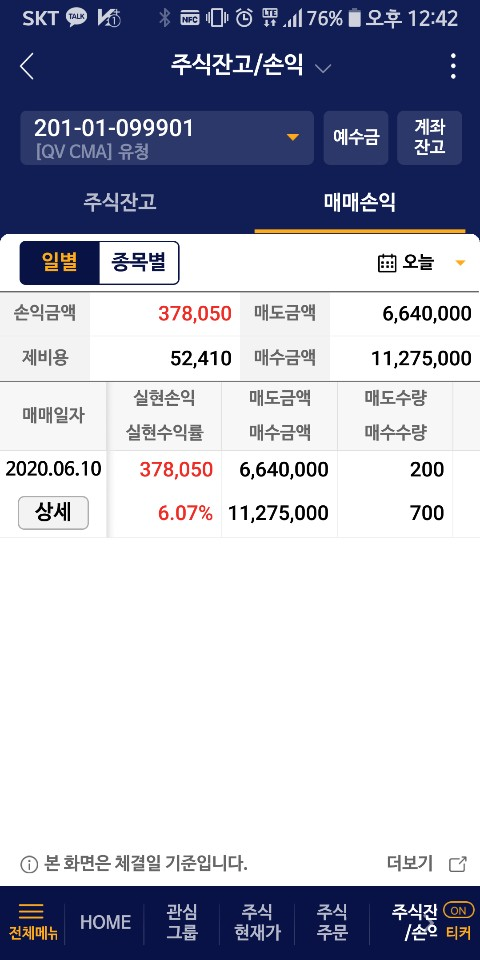 SKT TALK NFC LTE 76% 오후 12:42
주식잔고/손익
201-01-099901
[QV CMA] 유청
예수금
계좌
잔고
주식잔고 매매손익
일별 종목별 오늘
손익금액 378,050 매도금액 6,640,000
제비용 52,410 매수금액 11,275,000
매매일자
실현손익 매도금액 매도수량
실현수익률 매수금액 매수수량
2020.06.10 378,050 6,640,000 200
상세 6.07% 11,275,000 700
본 화면은 체결일 기준입니다. 더보기
전체메뉴
HOME
관심
그룹
주식
현재가
주식
주문
주식잔
/손익
ON
티커